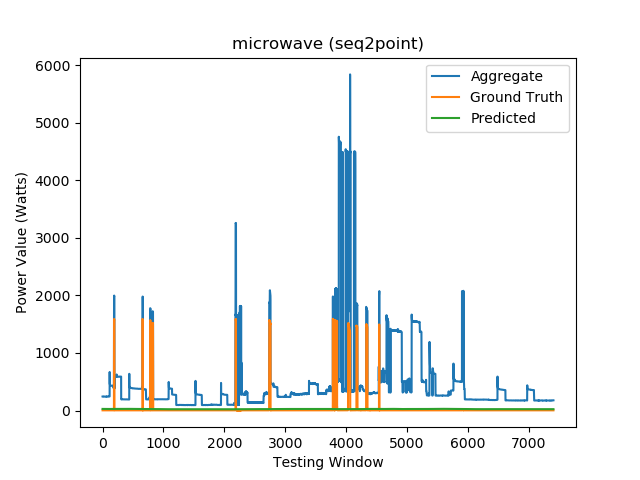 microwave (seq2point)
Aggregate
Ground Truth
Predicted
Power Value (Watts)
6000
5000
4000
3000
2000
1000
0
0 1000 2000 3000 4000 5000 6000 7000
Testing Window